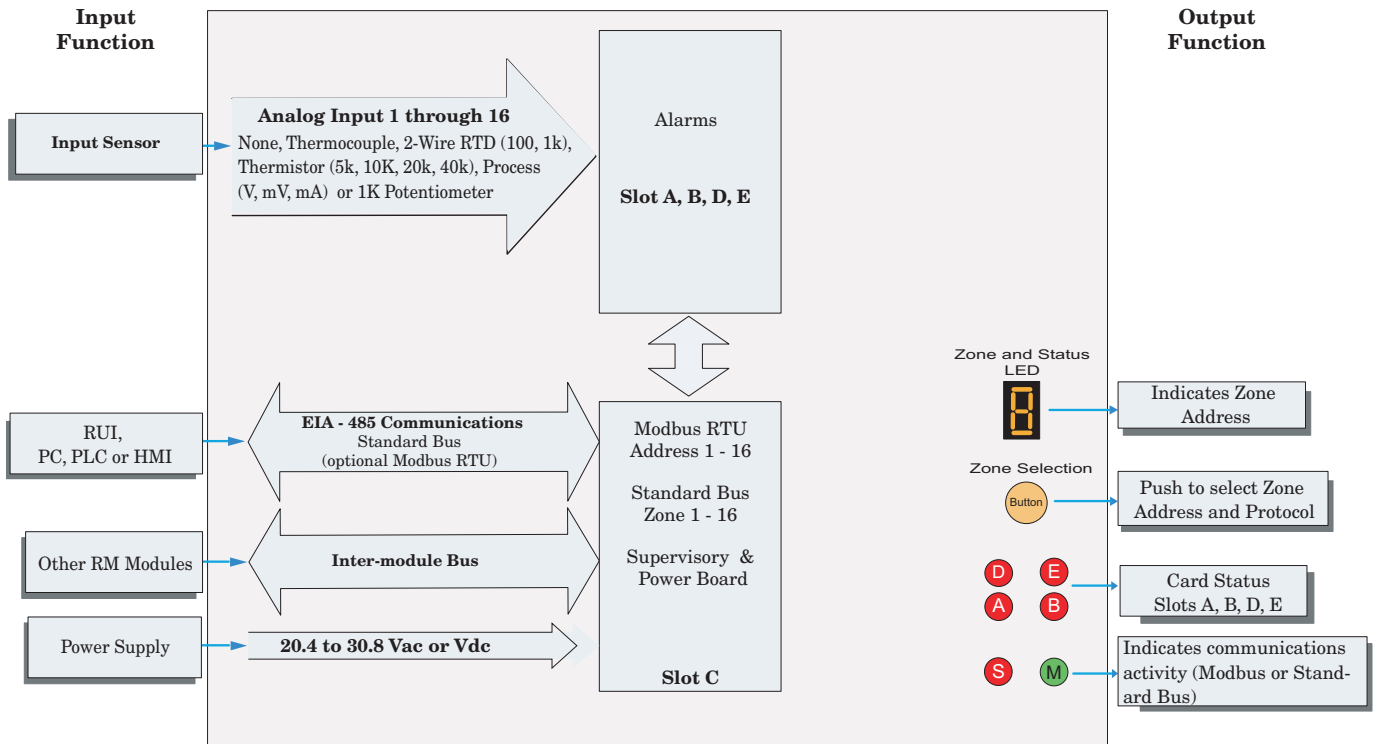 Input
Function
Output
Function
Input Sensor
Analog Input 1 through 16
None, Thermocouple, 2-Wire RTD (100, 1k),
Thermistor (5k, 10K, 20k, 40k), Process
(V, mV, mA) or 1K Potentiometer
Alarms
Slot A, B, D, E
Zone and Status
LED
8
Indicates Zone
Address
RUI,
PC, PLC or HMI
EIA - 485 Communications
Standard Bus
(optional Modbus RTU)
Modbus RTU
Address 1 - 16
Standard Bus
Zone 1 - 16
Supervisory &
Power Board
Slot C
Zone Selection
Button
Push to select Zone
Address and Protocol
Other RM Modules
Inter-module Bus
D
E
A
B
Card Status
Slots A, B, D, E
Power Supply
20.4 to 30.8 Vac or Vdc
S
M
Indicates communications
activity (Modbus or Stand-
ard Bus)